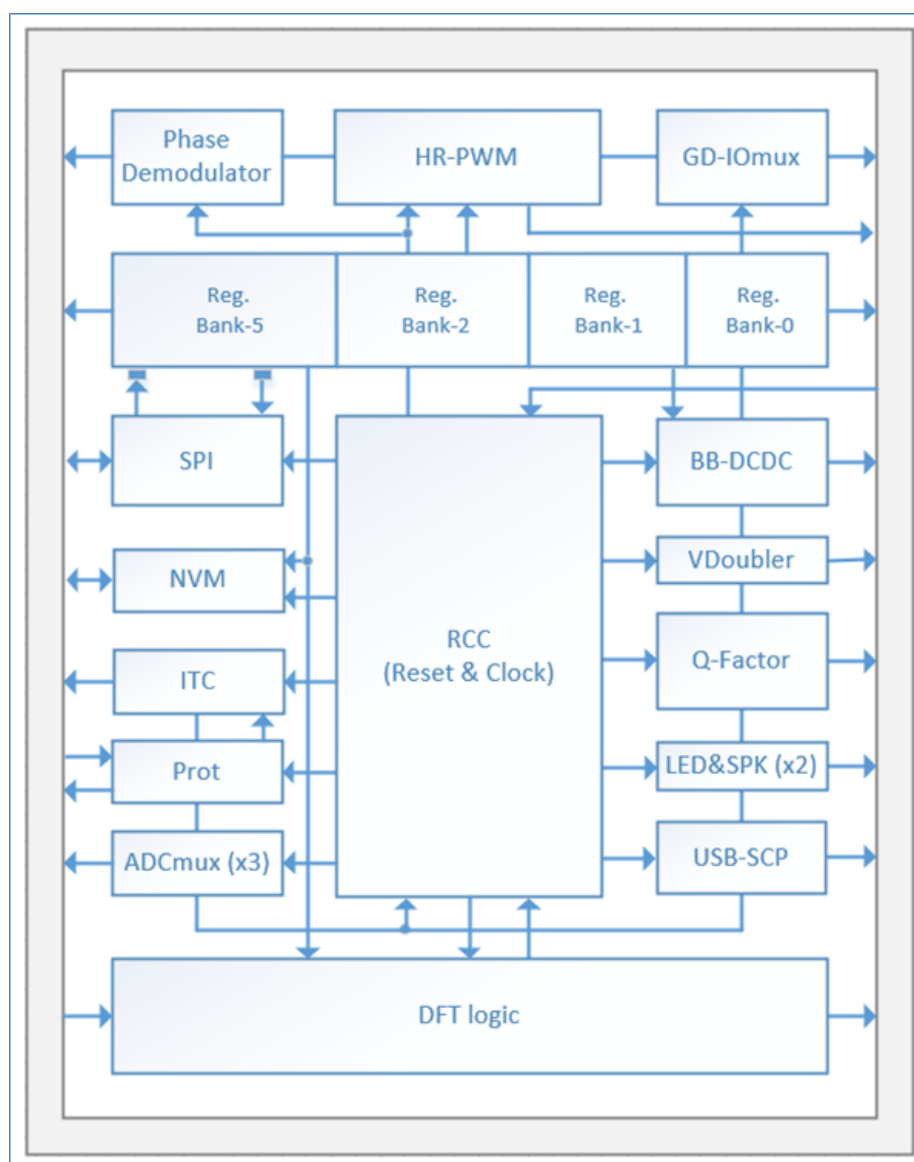 Phase
Demodulator
HR-PWM
GD-IOmux
Reg.
Bank-5
Reg.
Bank-2
Reg.
Bank-1
Reg.
Bank-0
SPI
BB-DCDC
NVM
VDoubler
RCC
(Reset & Clock)
ITC
Q-Factor
Prot
LED&SPK (x2)
ADCmux (x3)
USB-SCP
DFT logic